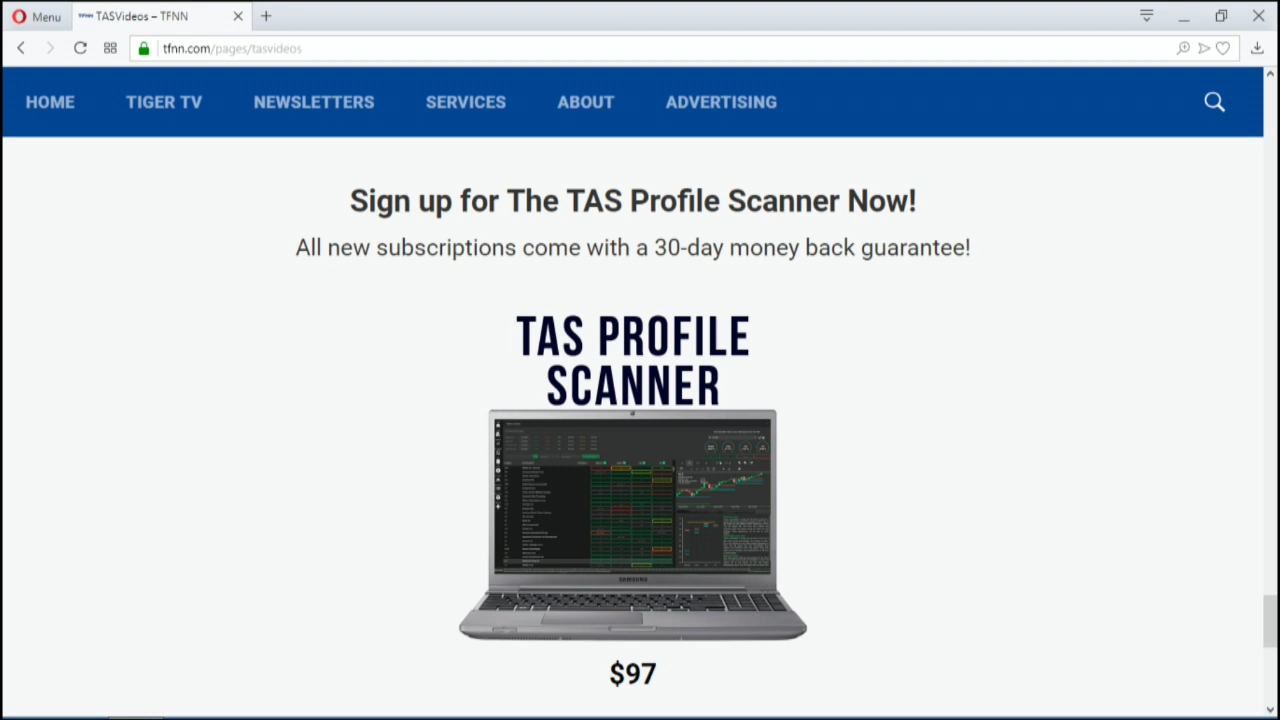 Menu
TFNN TASVideos – TFNN
tfnn.com/pages/tasvideos
HOME
TIGER TV
NEWSLETTERS
SERVICES
ABOUT
ADVERTISING
Sign up for The TAS Profile Scanner Now!
All new subscriptions come with a 30-day money back guarantee!
TAS PROFILE
SCANNER
SAMSUNG
$97